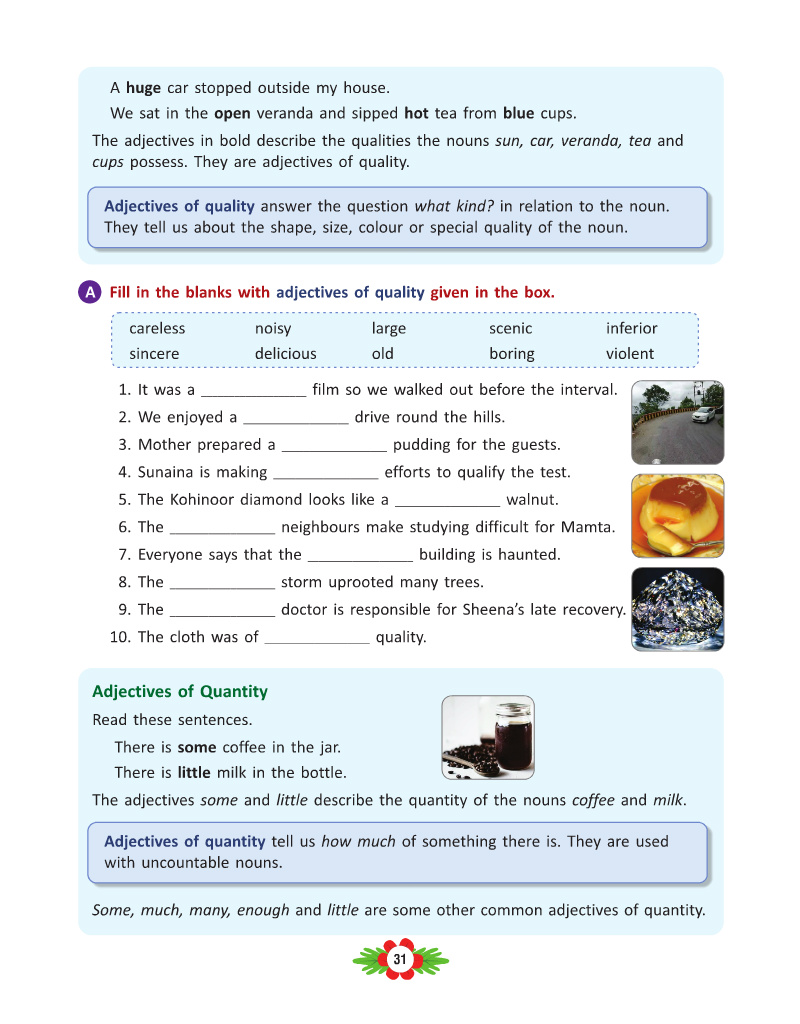 A huge car stopped outside my house.
We sat in the open veranda and sipped hot tea from blue cups.
The adjectives in bold describe the qualities the nouns sun, car, veranda, tea and
cups possess. They are adjectives of quality.
Adjectives of quality answer the question what kind? in relation to the noun.
They tell us about the shape, size, colour or special quality of the noun.
A Fill in the blanks with adjectives of quality given in the box.
careless noisy large scenic inferior
sincere delicious old boring violent
1. It was a ____________ film so we walked out before the interval.
2. We enjoyed a ____________ drive round the hills.
3. Mother prepared a ____________ pudding for the guests.
4. Sunaina is making ____________ efforts to qualify the test.
5. The Kohinoor diamond looks like a ____________ walnut.
6. The ____________ neighbours make studying difficult for Mamta.
7. Everyone says that the ____________ building is haunted.
8. The ____________ storm uprooted many trees.
9. The ____________ doctor is responsible for Sheena's late recovery.
10. The cloth was of ____________ quality.
Adjectives of Quantity
Read these sentences.
There is some coffee in the jar.
There is little milk in the bottle.
The adjectives some and little describe the quantity of the nouns coffee and milk.
Adjectives of quantity tell us how much of something there is. They are used
with uncountable nouns.
Some, much, many, enough and little are some other common adjectives of quantity.
31